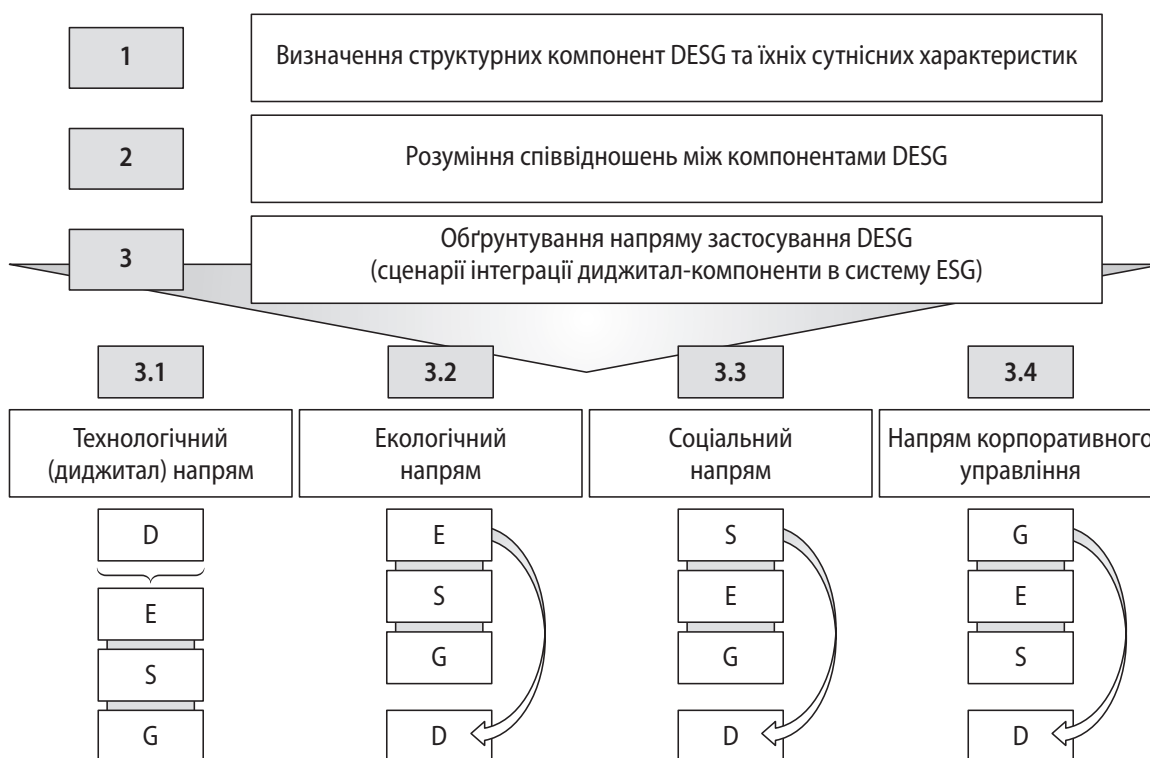 1
Визначення структурних компонент DESG та їхніх сутнісних характеристик
2
Розуміння співвідношень між компонентами DESG
3
Обґрунтування напряму застосування DESG
(сценарії інтеграції диджитал-компоненти в систему ESG)
3.1
Технологічний
(диджитал) напрям
D
E
S
G
3.2
Екологічний
напрям
E
S
G
D
3.3
Соціальний
напрям
S
E
G
D
3.4
Напрям корпоративного
управління
G
E
S
D